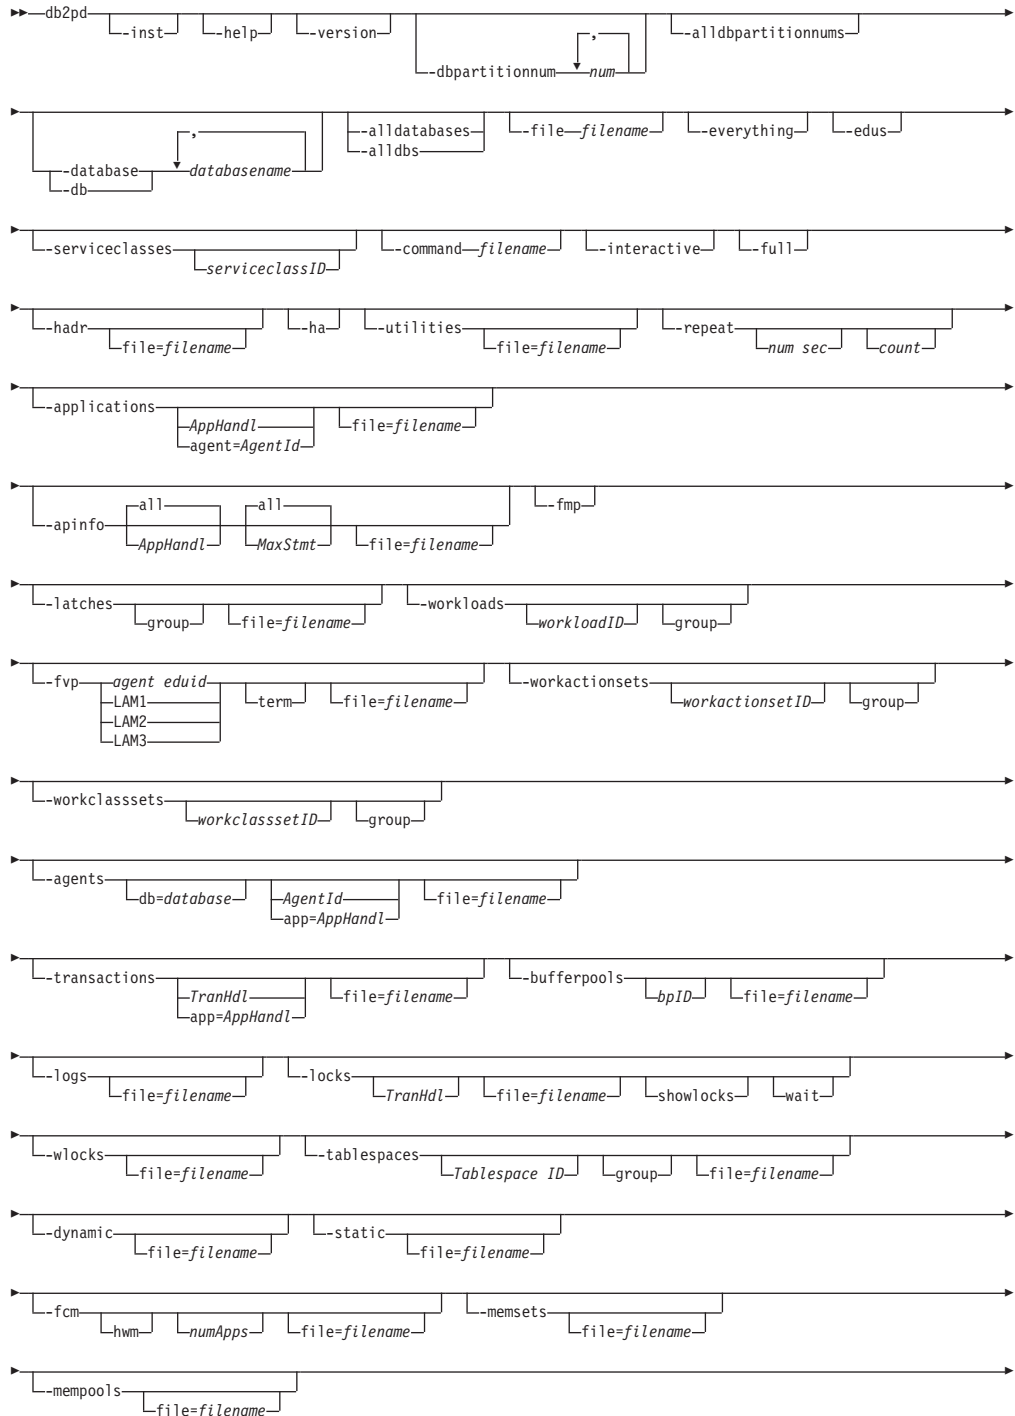 db2pd -inst -help -version -dbpartitionnum num , -alldbpartitionnums
-database -db databasename , -alldatabases -alldbs -file filename -everything -edus
-serviceclasses serviceclassID -command filename -interactive -full
-hadr file=filename -ha -utilities file=filename -repeat num sec count
-applications AppHandl agent=AgentId file=filename
-apinfo all AppHandl all MaxStmt file=filename -fmp
-latches group file=filename -workloads workloadID group
-fvp agent eduid LAM1 LAM2 LAM3 term file=filename -workactionsets workactionsetID group
-workclasssets workclasssetID group
-agents db=database AgentId app=AppHandl file=filename
-transactions TranHdl app=AppHandl file=filename -bufferpools bpID file=filename
-logs file=filename -locks TranHdl file=filename showlocks wait
-wlocks file=filename -tablespaces Tablespace ID group file=filename
-dynamic file=filename -static file=filename
-fcm hwm numApps file=filename -memsets file=filename
-mempools file=filename